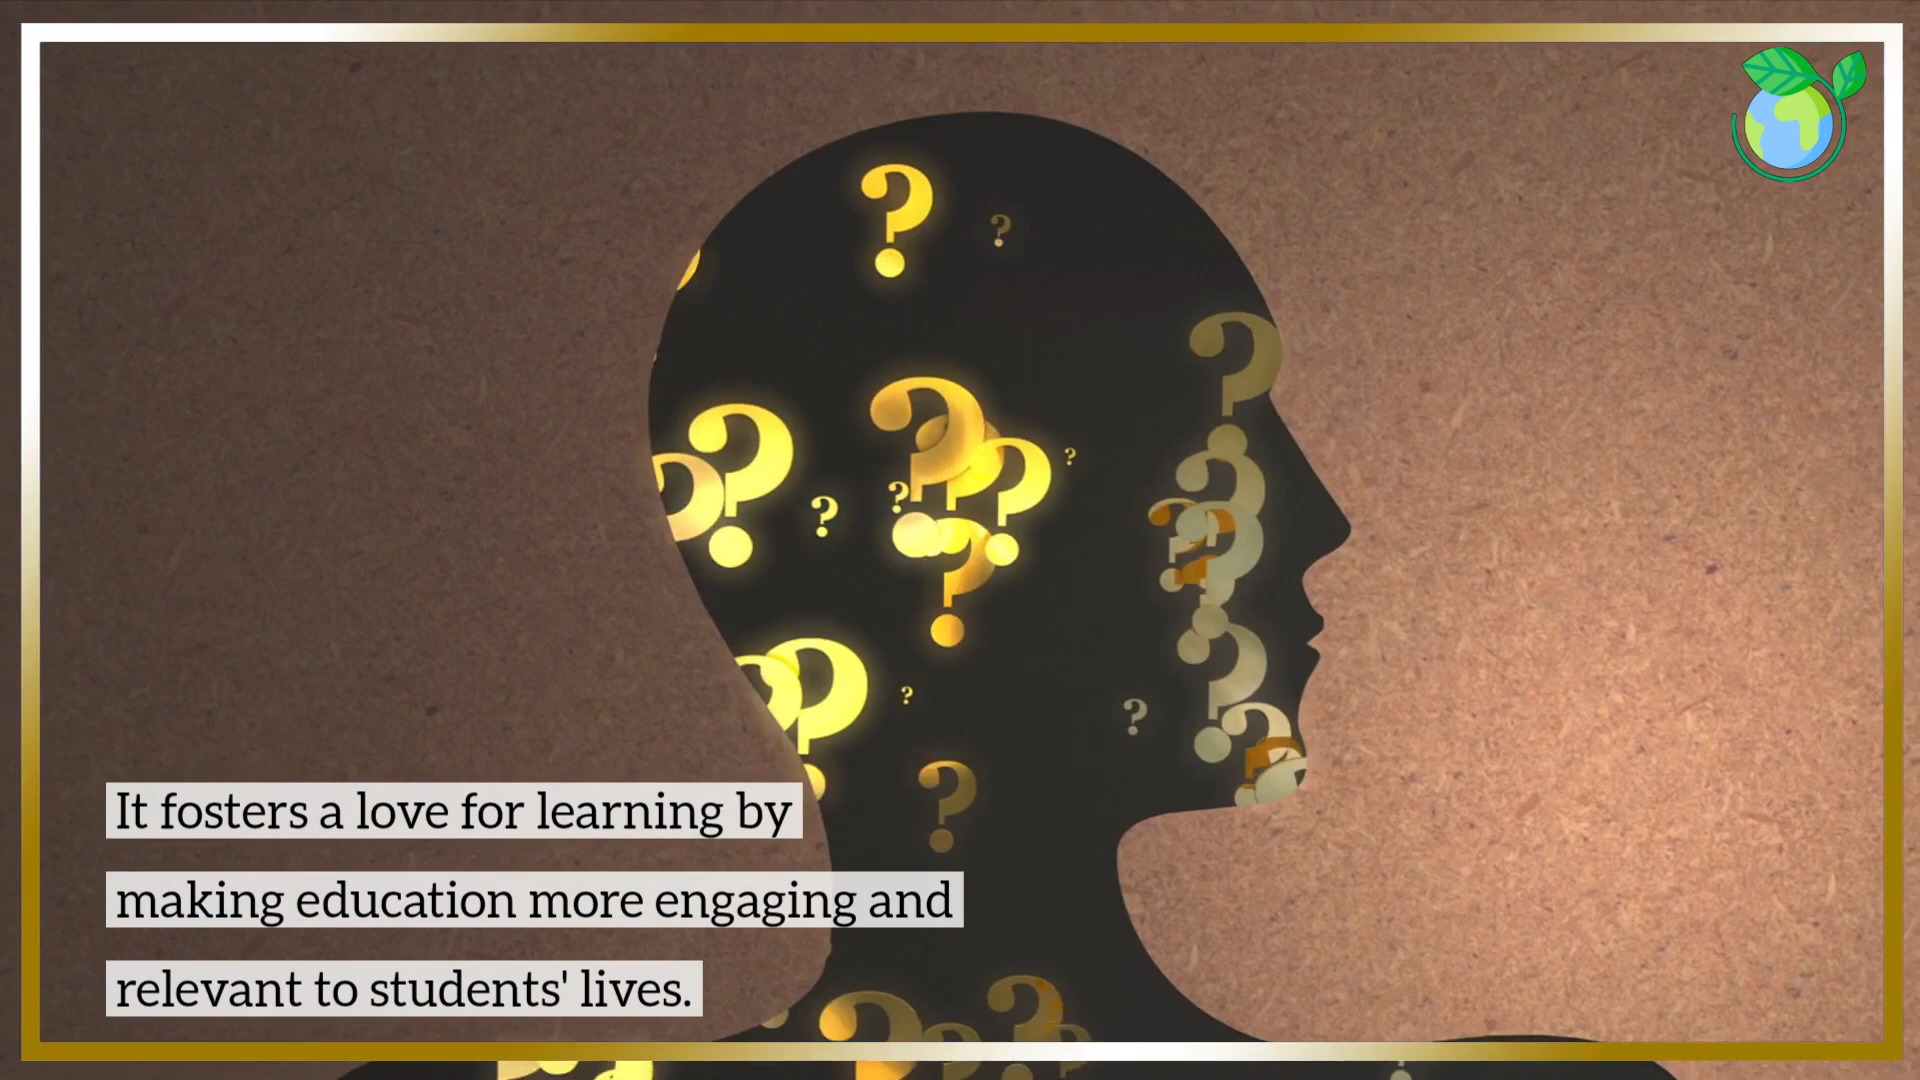 It fosters a love for learning by
making education more engaging and
relevant to students' lives.